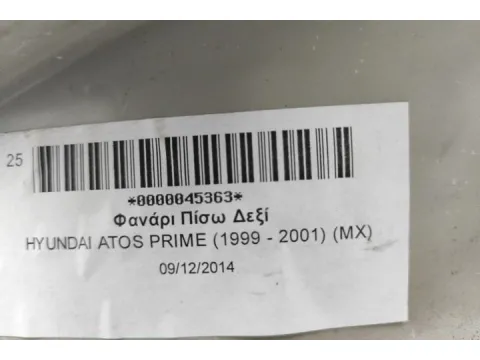 25
*0000045363*
Φανάρι Πίσω Δεξί
HYUNDAI ATOS PRIME (1999 - 2001) (MX)
09/12/2014